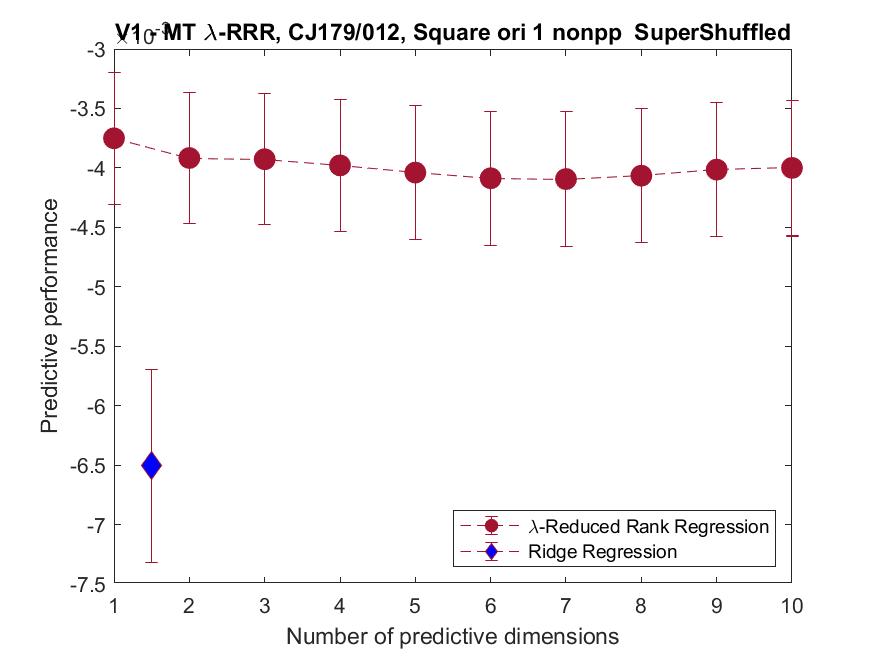 V1 - MT λ-RRR, CJ179/012, Square ori 1 nonpp SuperShuffled
×10-3
-3
-3.5
-4
-4.5
-5
-5.5
-6
-6.5
-7
-7.5
Predictive performance
λ-Reduced Rank Regression
Ridge Regression
1 2 3 4 5 6 7 8 9 10
Number of predictive dimensions